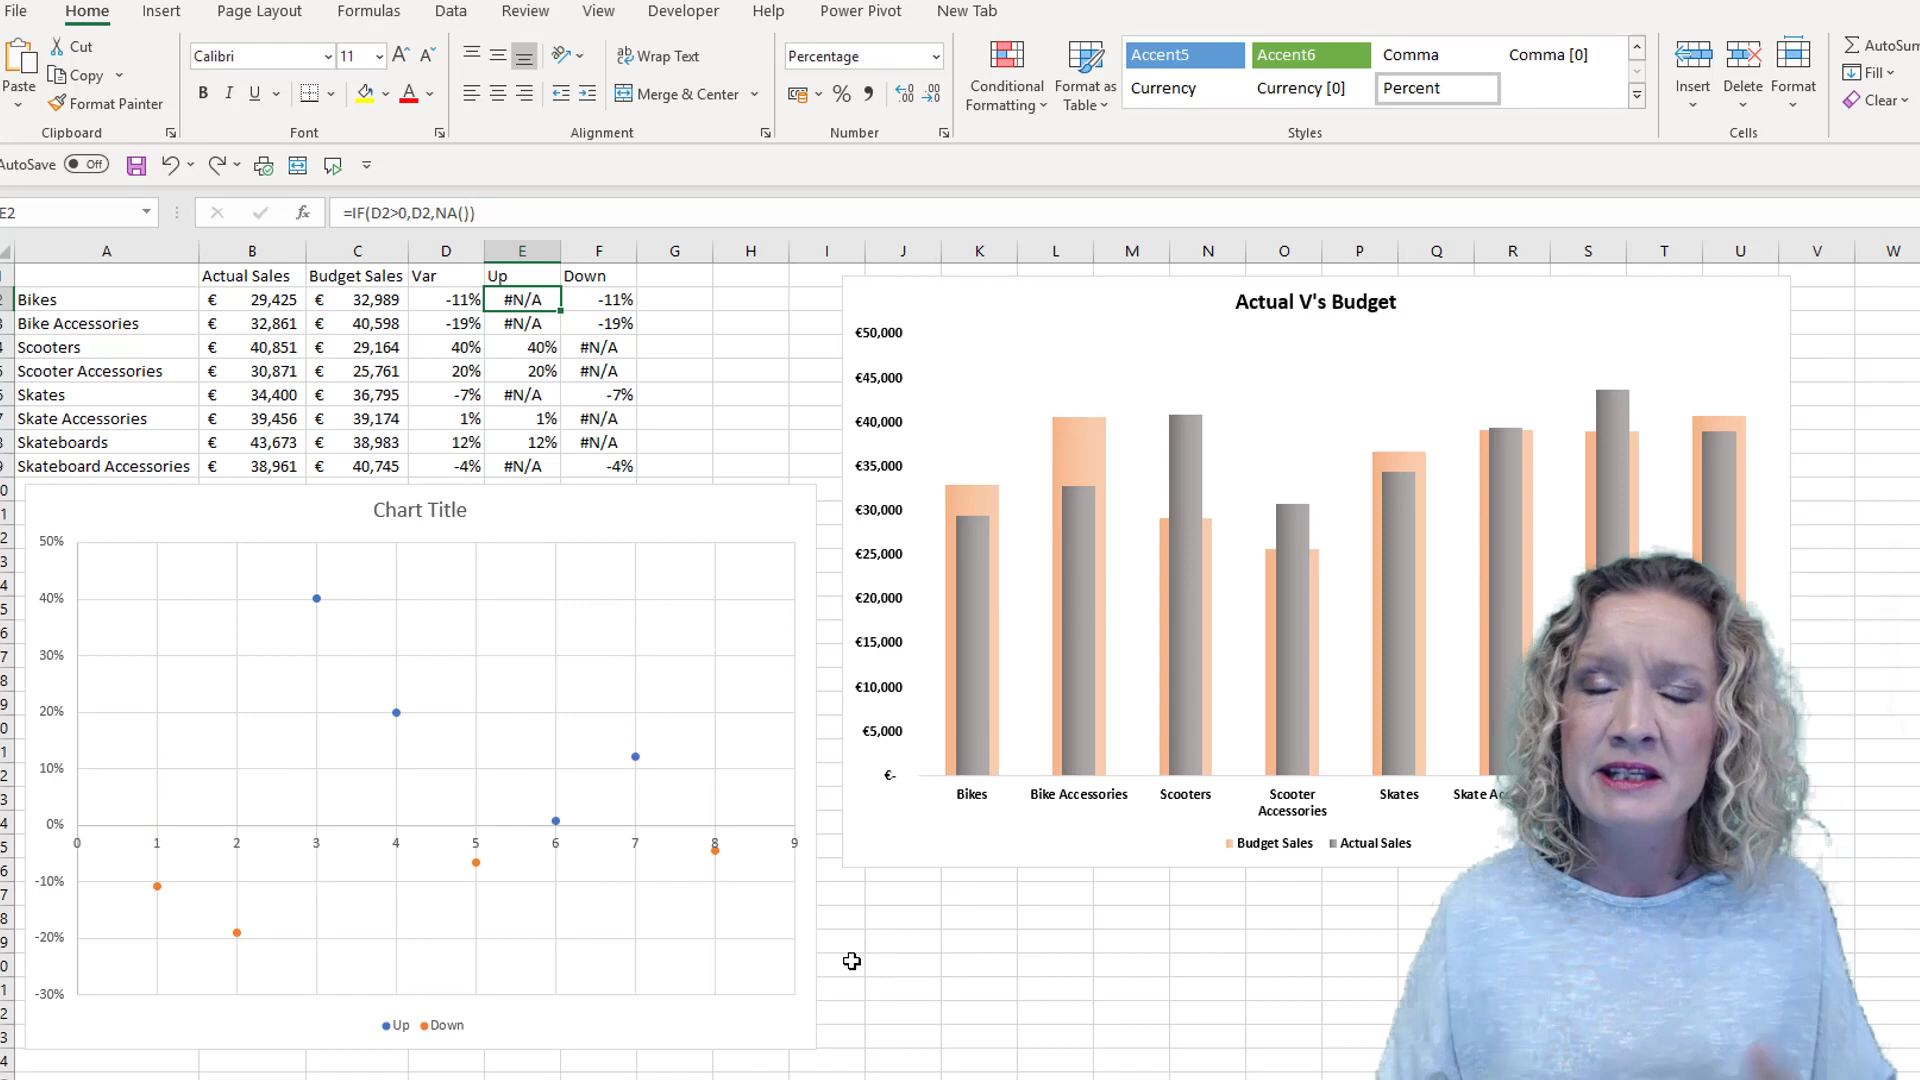 File Home Insert Page Layout Formulas Data Review View Developer Help Power Pivot New Tab
Cut
Copy
Format Painter
Paste
Clipboard
Calibri 11
B I U
Font
Wrap Text
Merge & Center
Alignment
Percentage
Number
Conditional Formatting
Format as Table
Accent5 Accent6 Comma Comma [0]
Currency Currency [0] Percent
Styles
Insert Delete Format
Cells
AutoSum
Fill
Clear
AutoSave Off
E2 fx =IF(D2>0,D2,NA())
A B C D E F G H I J K L M N O P Q R S T U V W
Actual Sales Budget Sales Var Up Down
Bikes € 29,425 € 32,989 -11% #N/A -11%
Bike Accessories € 32,861 € 40,598 -19% #N/A -19%
Scooters € 40,851 € 29,164 40% 40% #N/A
Scooter Accessories € 30,871 € 25,761 20% 20% #N/A
Skates € 34,400 € 36,795 -7% #N/A -7%
Skate Accessories € 39,456 € 39,174 1% 1% #N/A
Skateboards € 43,673 € 38,983 12% 12% #N/A
Skateboard Accessories € 38,961 € 40,745 -4% #N/A -4%
Chart Title
50%
40%
30%
20%
10%
0%
0 1 2 3 4 5 6 7 8 9
-10%
-20%
-30%
Up Down
Actual V's Budget
€50,000
€45,000
€40,000
€35,000
€30,000
€25,000
€20,000
€15,000
€10,000
€5,000
€-
Bikes Bike Accessories Scooters Scooter Accessories Skates Skate Ac
Budget Sales Actual Sales